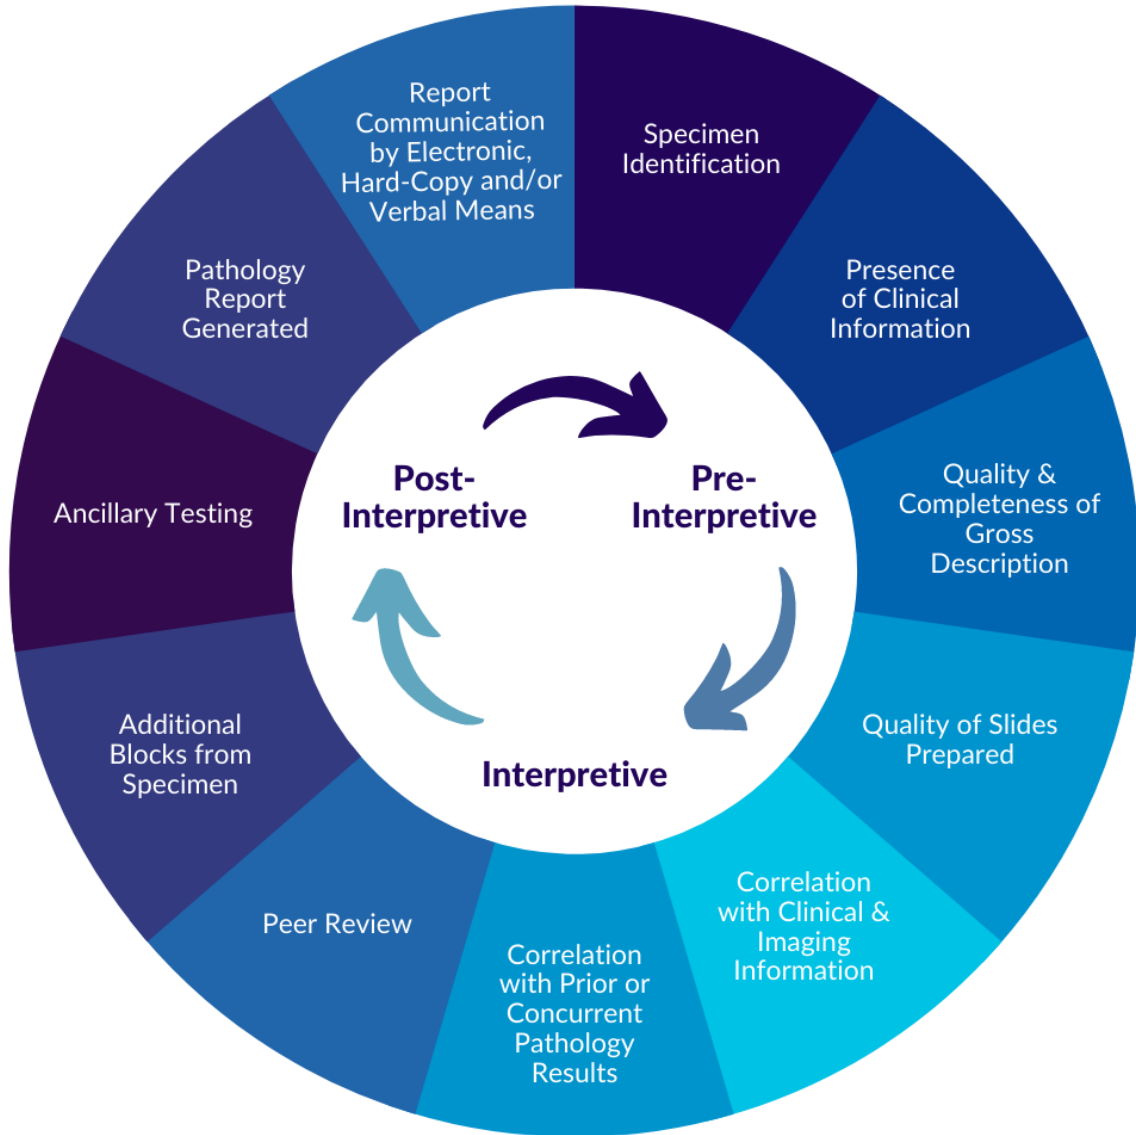 Report
Communication
by Electronic,
Hard-Copy and/or
Verbal Means
Specimen
Identification
Presence
of Clinical
Information
Quality &
Completeness of
Gross
Description
Quality of Slides
Prepared
Correlation
with Clinical &
Imaging
Information
Correlation
with Prior or
Concurrent
Pathology
Results
Peer Review
Additional
Blocks from
Specimen
Ancillary Testing
Pathology
Report
Generated
Post-
Interpretive
Pre-
Interpretive
Interpretive